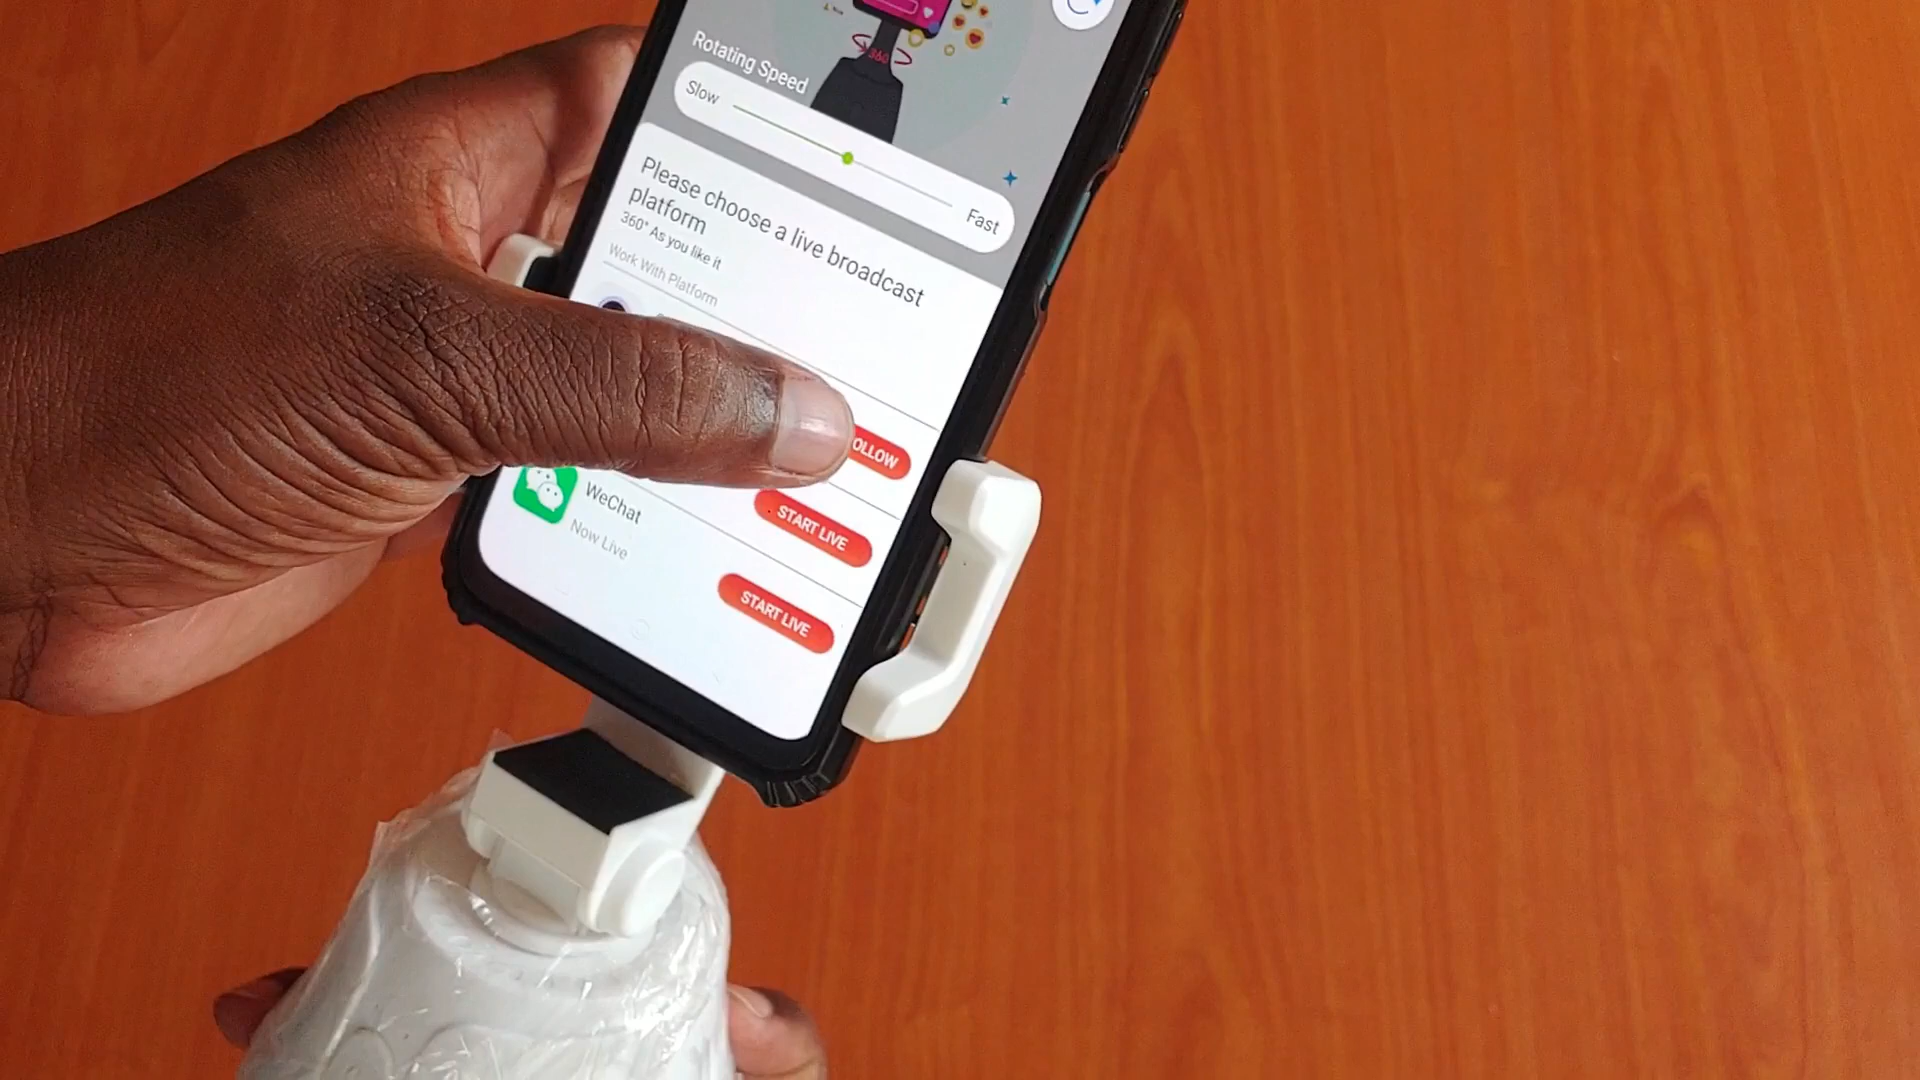 360
Rotating Speed
Slow
Fast
Please choose a live broadcast
platform
360° As you like it
Work With Platform
OLLOW
WeChat
START LIVE
Now Live
START LIVE